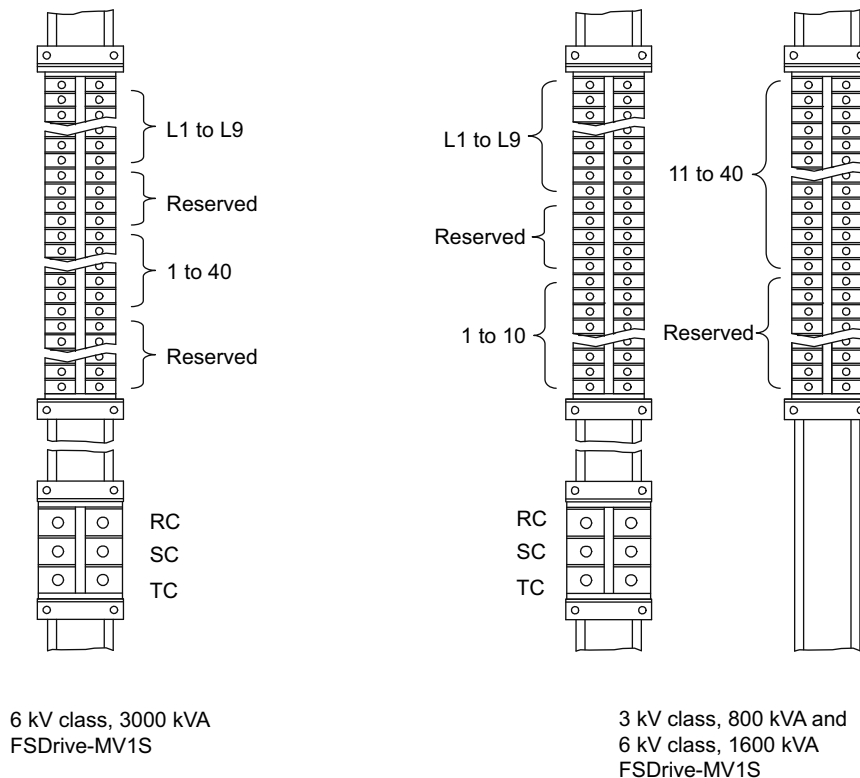 L1 to L9
Reserved
1 to 40
Reserved
RC
SC
TC
6 kV class, 3000 kVA
FSDrive-MV1S
L1 to L9
Reserved
1 to 10
RC
SC
TC
11 to 40
Reserved
3 kV class, 800 kVA and
6 kV class, 1600 kVA
FSDrive-MV1S